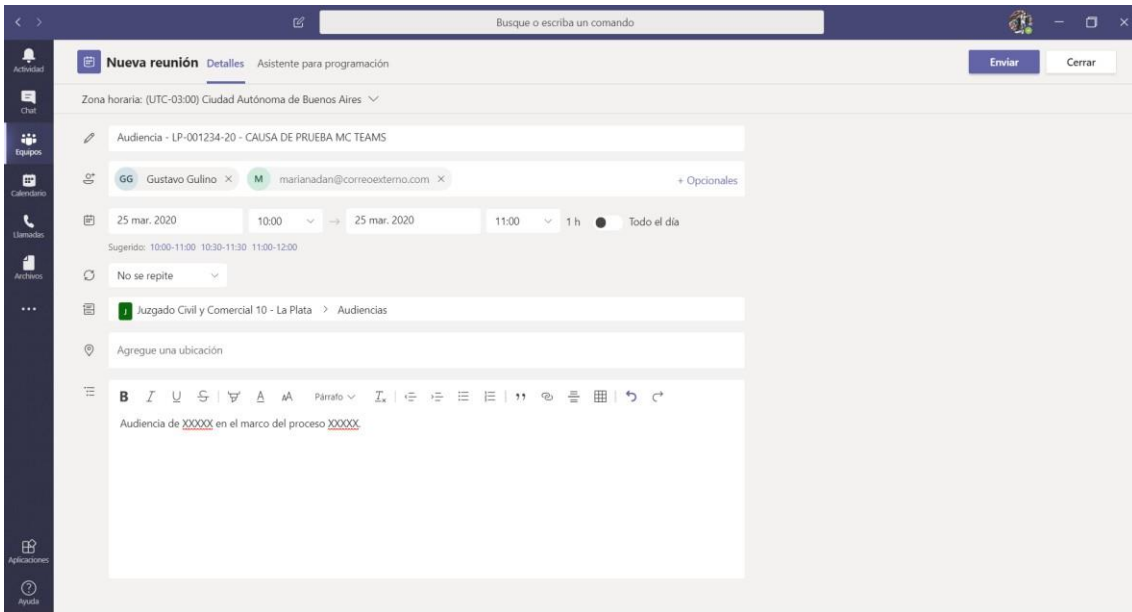 Busque o escriba un comando
Actividad
Chat
Equipos
Calendario
Llamadas
Archivos
Aplicaciones
Ayuda
Nueva reunión Detalles Asistente para programación
Enviar Cerrar
Zona horaria: (UTC-03:00) Ciudad Autónoma de Buenos Aires
Audiencia - LP-001234-20 - CAUSA DE PRUEBA MC TEAMS
GG Gustavo Gulino × M marianadan@correoexterno.com × + Opcionales
25 mar. 2020 10:00 → 25 mar. 2020 11:00 1 h Todo el día
Sugerido: 10:00-11:00 10:30-11:30 11:00-12:00
No se repite
J Juzgado Civil y Comercial 10 - La Plata > Audiencias
Agregue una ubicación
B I U S A AA Párrafo Ix
Audiencia de XXXXX en el marco del proceso XXXXX.